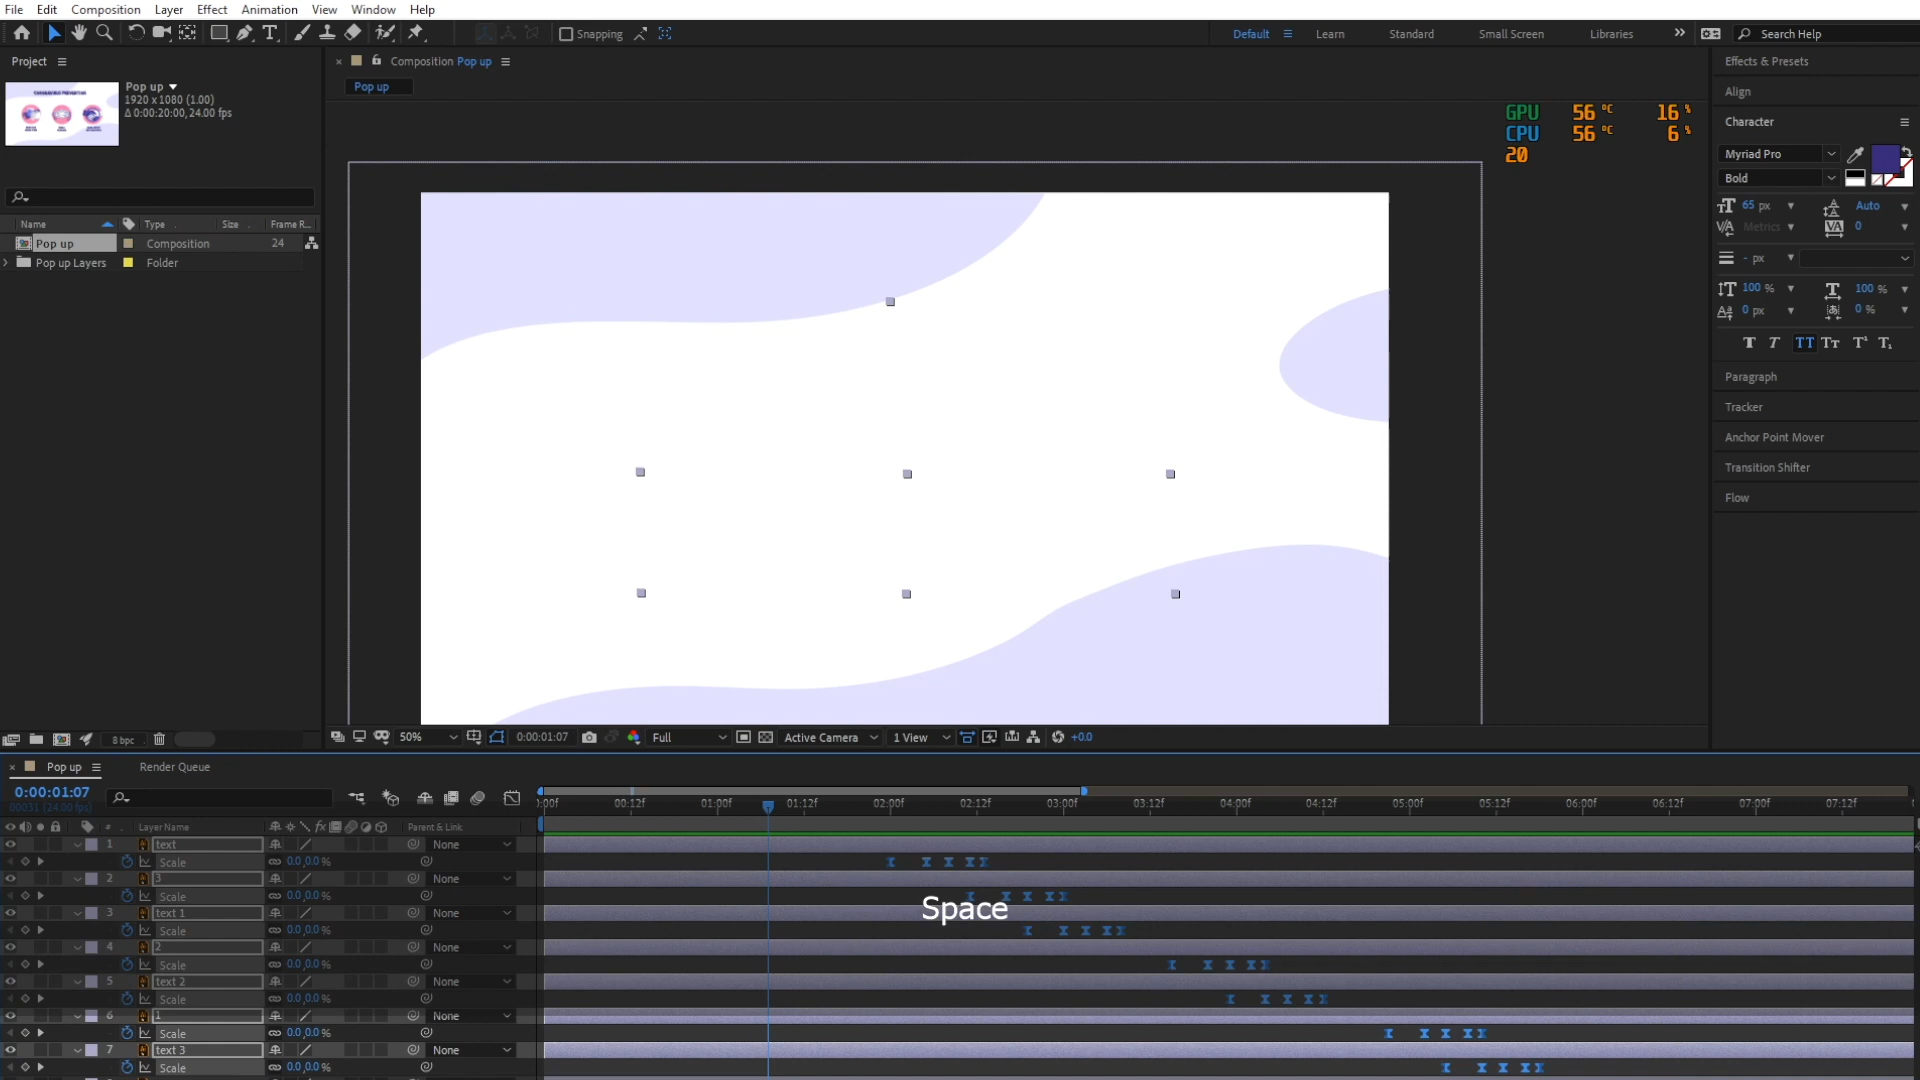 File Edit Composition Layer Effect Animation View Window Help
Snapping
Default Learn Standard Small Screen Libraries Search Help
Project
Composition Pop up
Pop up
Pop up
1920 x 1080 (1.00)
Δ 0:00:20:00, 24.00 fps
Name Type Size Frame R...
Pop up Composition 24
Pop up Layers Folder
GPU 56 °C 16 %
CPU 56 °C 6 %
20
Effects & Presets
Align
Character
Myriad Pro
Bold
65 px Auto
Metrics 0
- px
100 % 100 %
0 px 0 %
Paragraph
Tracker
Anchor Point Mover
Transition Shifter
Flow
8 bpc
50% 0:00:01:07 Full Active Camera 1 View +0.0
Pop up Render Queue
0:00:01:07
00031 (24.00 fps)
:00f 00:12f 01:00f 01:12f 02:00f 02:12f 03:00f 03:12f 04:00f 04:12f 05:00f 05:12f 06:00f 06:12f 07:00f 07:12f
# Layer Name Parent & Link
1 text None
Scale 0.0,0.0 %
2 3 None
Scale 0.0,0.0 %
Space
3 text 1 None
Scale 0.0,0.0 %
4 2 None
Scale 0.0,0.0 %
5 text 2 None
Scale 0.0,0.0 %
6 1 None
Scale 0.0,0.0 %
7 text 3 None
Scale 0.0,0.0 %